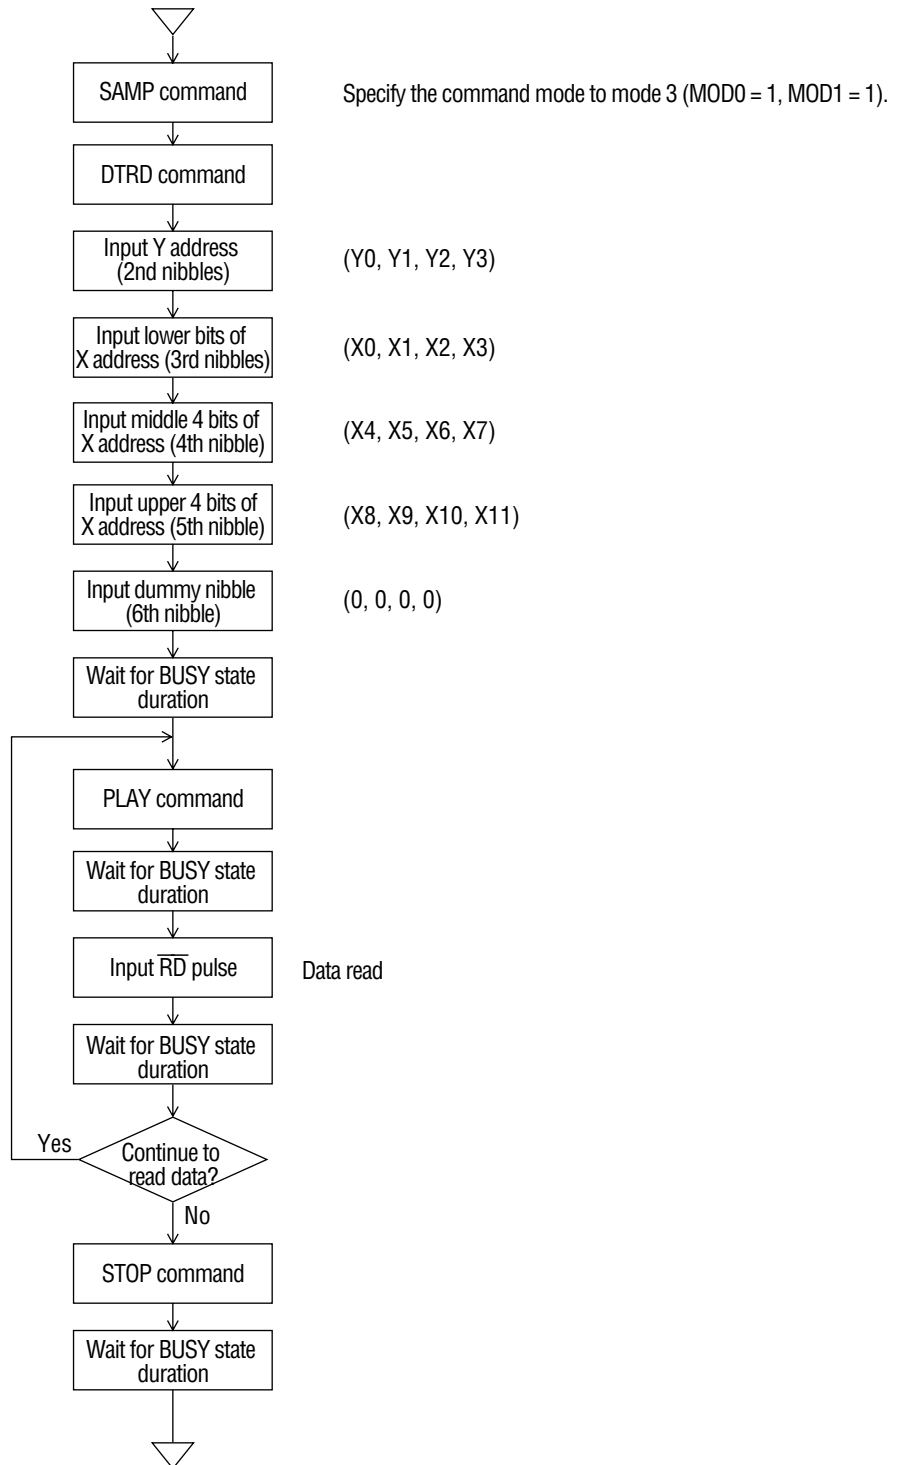 SAMP command
Specify the command mode to mode 3 (MOD0 = 1, MOD1 = 1).
DTRD command
Input Y address
(2nd nibbles)
(Y0, Y1, Y2, Y3)
Input lower bits of
X address (3rd nibbles)
(X0, X1, X2, X3)
Input middle 4 bits of
X address (4th nibble)
(X4, X5, X6, X7)
Input upper 4 bits of
X address (5th nibble)
(X8, X9, X10, X11)
Input dummy nibble
(6th nibble)
(0, 0, 0, 0)
Wait for BUSY state
duration
PLAY command
Wait for BUSY state
duration
Input R̅D̅ pulse
Data read
Wait for BUSY state
duration
Yes
Continue to
read data?
No
STOP command
Wait for BUSY state
duration